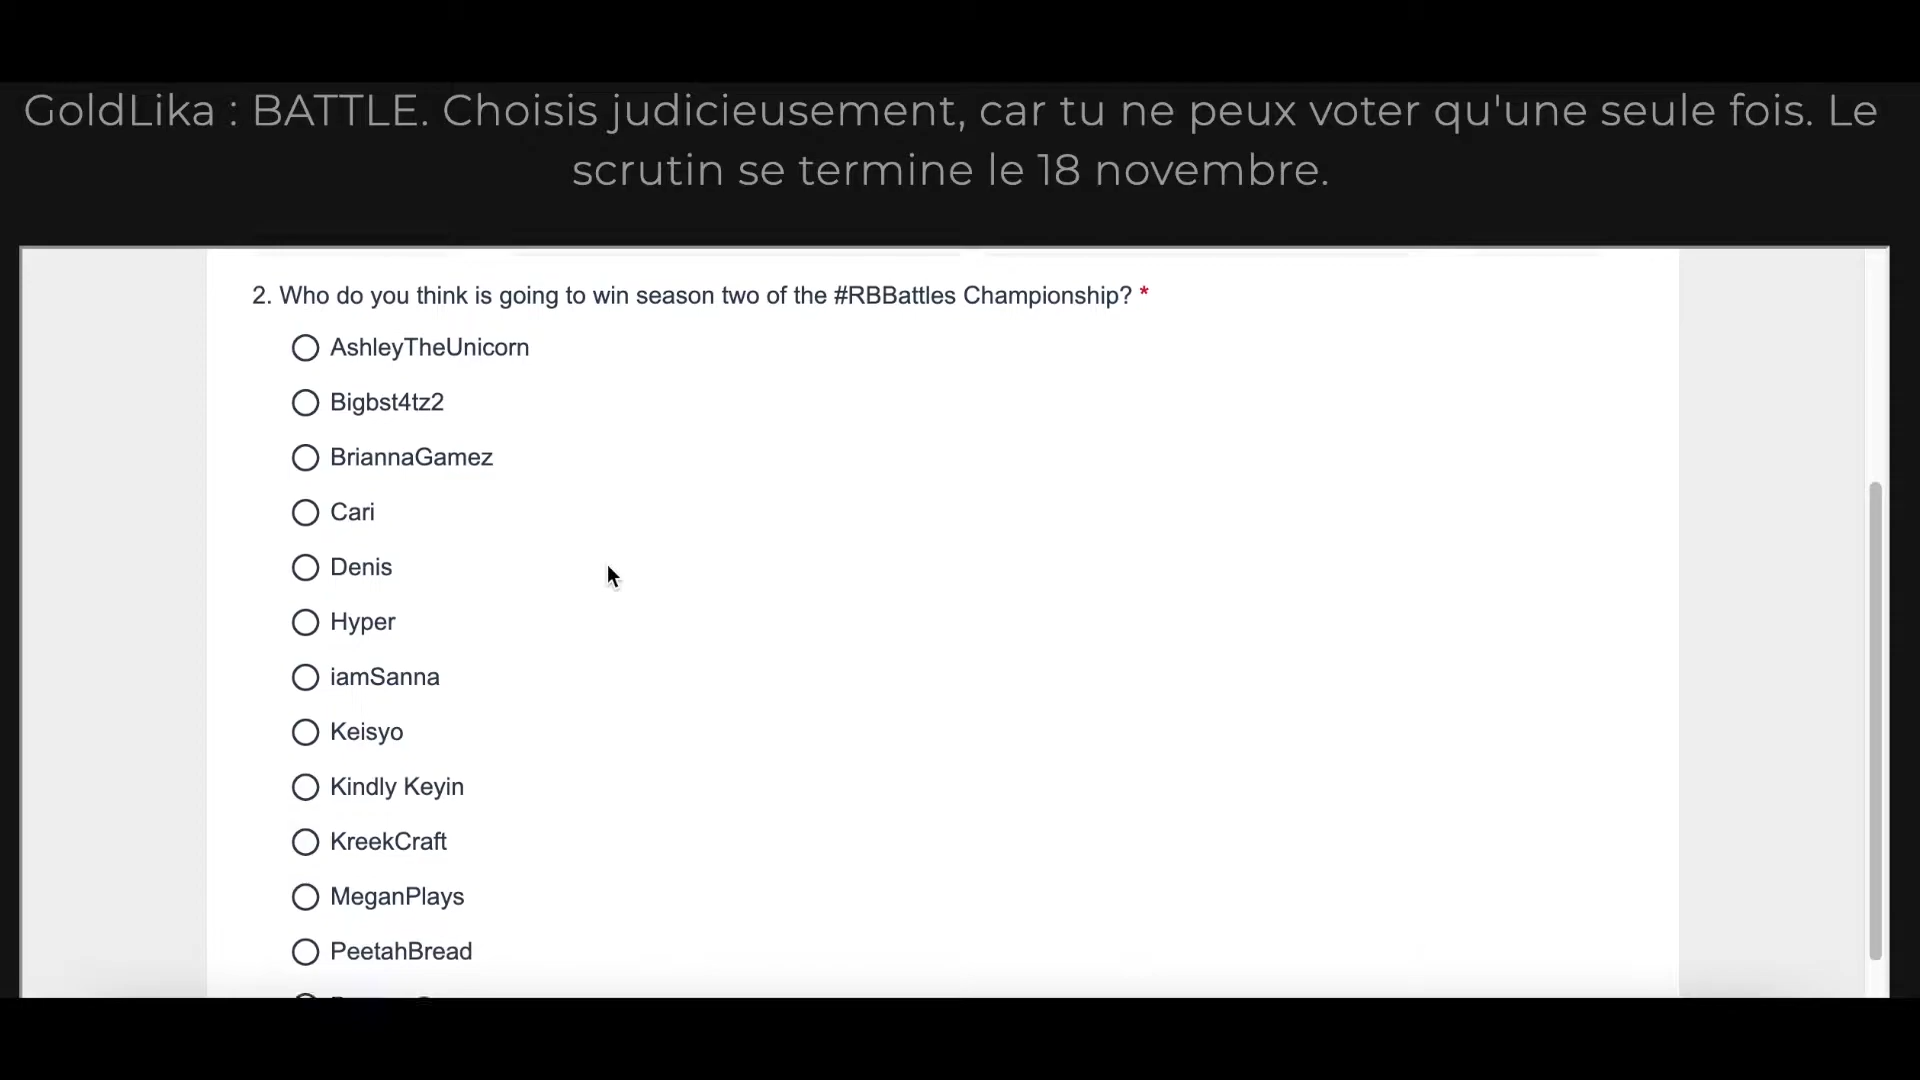 GoldLika : BATTLE. Choisis judicieusement, car tu ne peux voter qu'une seule fois. Le
scrutin se termine le 18 novembre.
2. Who do you think is going to win season two of the #RBBattles Championship? *
AshleyTheUnicorn
Bigbst4tz2
BriannaGamez
Cari
Denis
Hyper
iamSanna
Keisyo
Kindly Keyin
KreekCraft
MeganPlays
PeetahBread